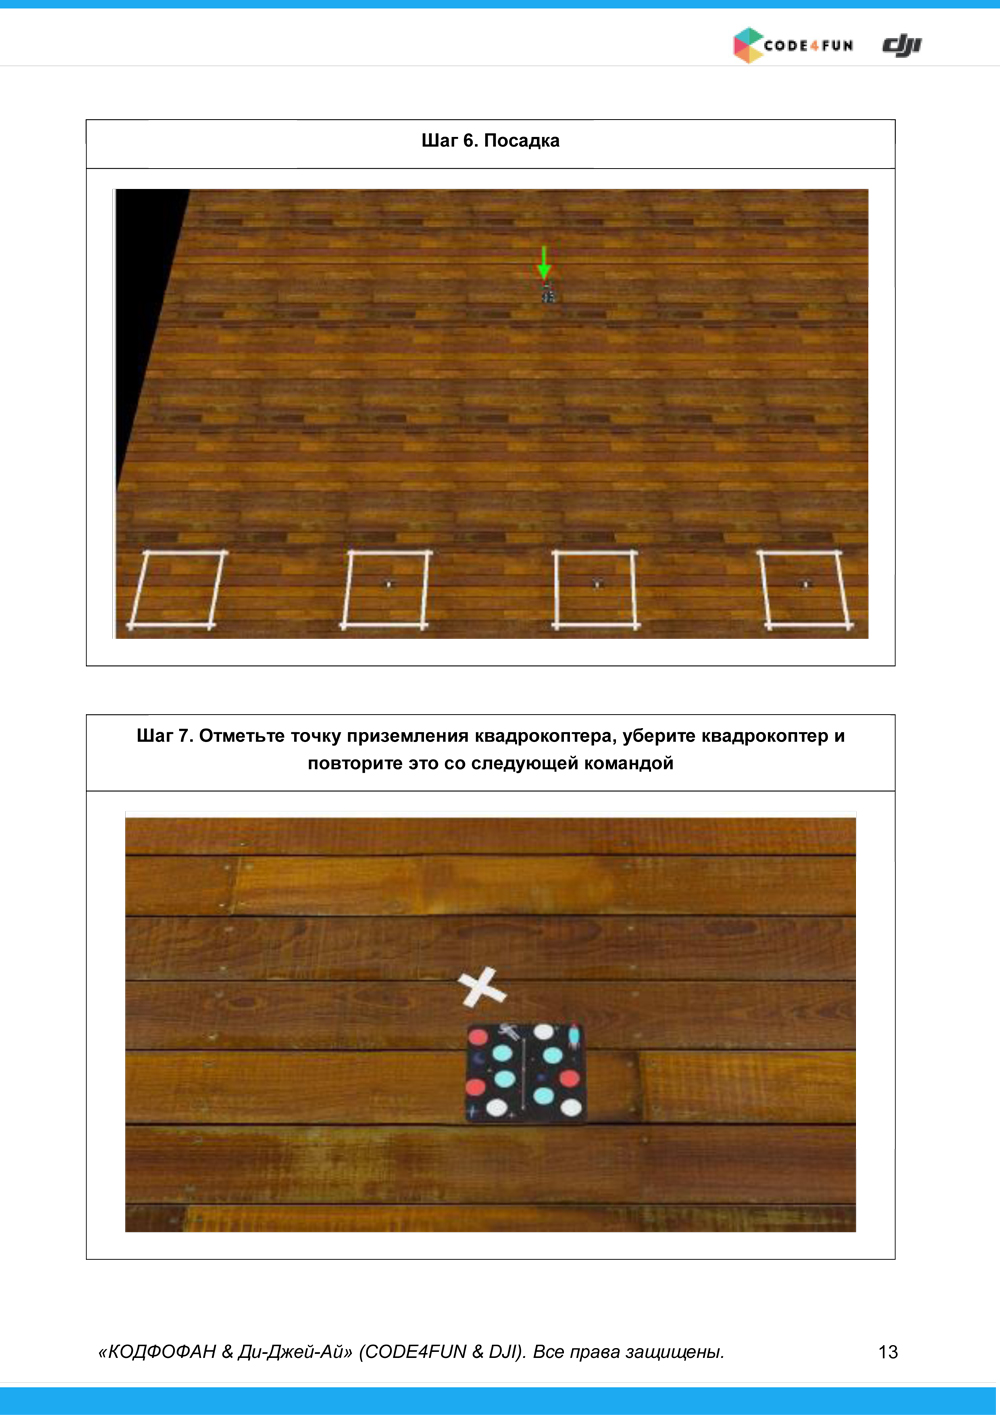 CODE4FUN dji
Шаг 6. Посадка
Шаг 7. Отметьте точку приземления квадрокоптера, уберите квадрокоптер и
повторите это со следующей командой
«КОДФОФАН & Ди-Джей-Ай» (CODE4FUN & DJI). Все права защищены. 13